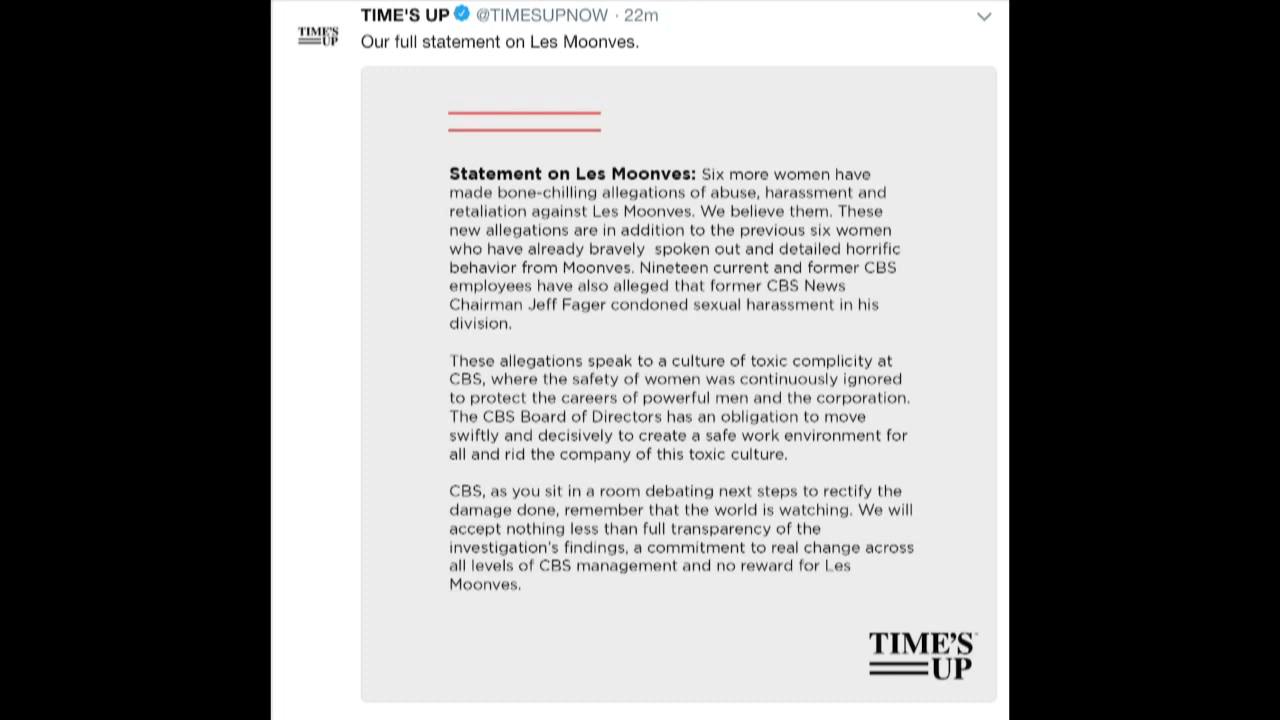 TIME'S UP @TIMESUPNOW · 22m
TIME'S UP
Our full statement on Les Moonves.
Statement on Les Moonves: Six more women have
made bone-chilling allegations of abuse, harassment and
retaliation against Les Moonves. We believe them. These
new allegations are in addition to the previous six women
who have already bravely  spoken out and detailed horrific
behavior from Moonves. Nineteen current and former CBS
employees have also alleged that former CBS News
Chairman Jeff Fager condoned sexual harassment in his
division.
These allegations speak to a culture of toxic complicity at
CBS, where the safety of women was continuously ignored
to protect the careers of powerful men and the corporation.
The CBS Board of Directors has an obligation to move
swiftly and decisively to create a safe work environment for
all and rid the company of this toxic culture.
CBS, as you sit in a room debating next steps to rectify the
damage done, remember that the world is watching. We will
accept nothing less than full transparency of the
investigation's findings, a commitment to real change across
all levels of CBS management and no reward for Les
Moonves.
TIME'S
UP